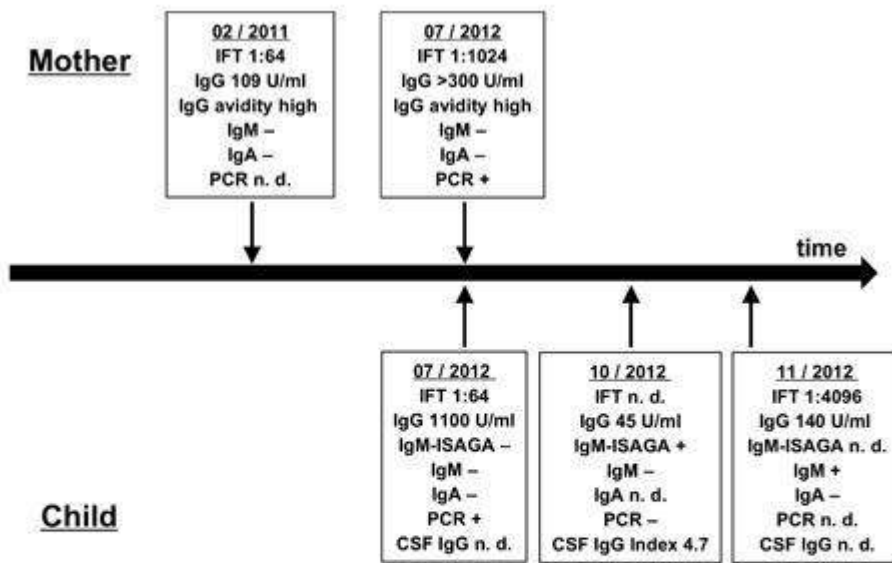 Mother
02 / 2011
IFT 1:64
IgG 109 U/ml
IgG avidity high
IgM –
IgA –
PCR n. d.
07 / 2012
IFT 1:1024
IgG >300 U/ml
IgG avidity high
IgM –
IgA –
PCR +
time
07 / 2012
IFT 1:64
IgG 1100 U/ml
IgM-ISAGA –
IgM –
IgA –
PCR +
CSF IgG n. d.
10 / 2012
IFT n. d.
IgG 45 U/ml
IgM-ISAGA +
IgM –
IgA n. d.
PCR –
CSF IgG Index 4.7
11 / 2012
IFT 1:4096
IgG 140 U/ml
IgM-ISAGA n. d.
IgM +
IgA –
PCR n. d.
CSF IgG n. d.
Child